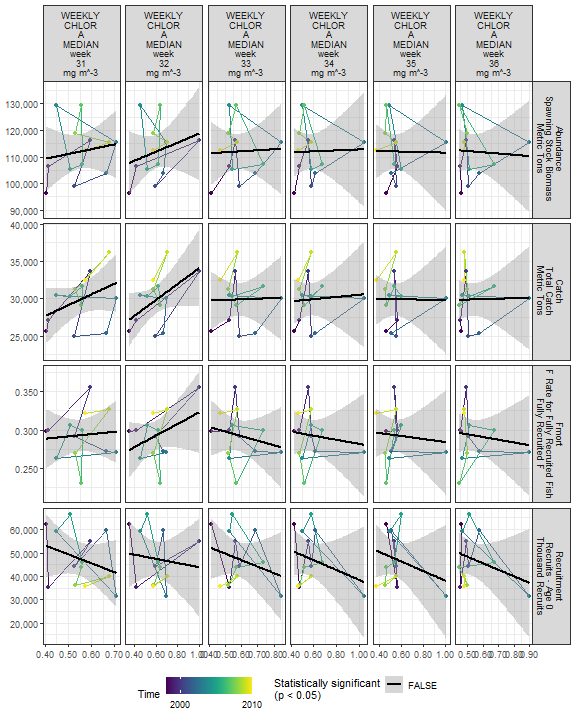 WEEKLY CHLOR A MEDIAN week 31 mg m^-3
WEEKLY CHLOR A MEDIAN week 32 mg m^-3
WEEKLY CHLOR A MEDIAN week 33 mg m^-3
WEEKLY CHLOR A MEDIAN week 34 mg m^-3
WEEKLY CHLOR A MEDIAN week 35 mg m^-3
WEEKLY CHLOR A MEDIAN week 36 mg m^-3
130,000
120,000
110,000
100,000
90,000
Abundance
Spawning Stock Biomass
Metric Tons
40,000
35,000
30,000
25,000
Catch
Total Catch
Metric Tons
0.350
0.300
0.250
Fmort
F Rate for Fully Recruited Fish
Fully Recruited F
60,000
50,000
40,000
30,000
20,000
Recruitment
Recruits - Age 0
Thousand Recruits
0.40 0.50 0.60 0.70
0.40 0.60 0.80
0.40 0.50 0.60 0.70 0.80
0.40 0.60 0.80 1.00
0.40 0.60 0.80 1.00
0.30 0.40 0.50 0.60 0.70 0.80 0.90
Time
2000 2010
Statistically significant
(p < 0.05)
FALSE